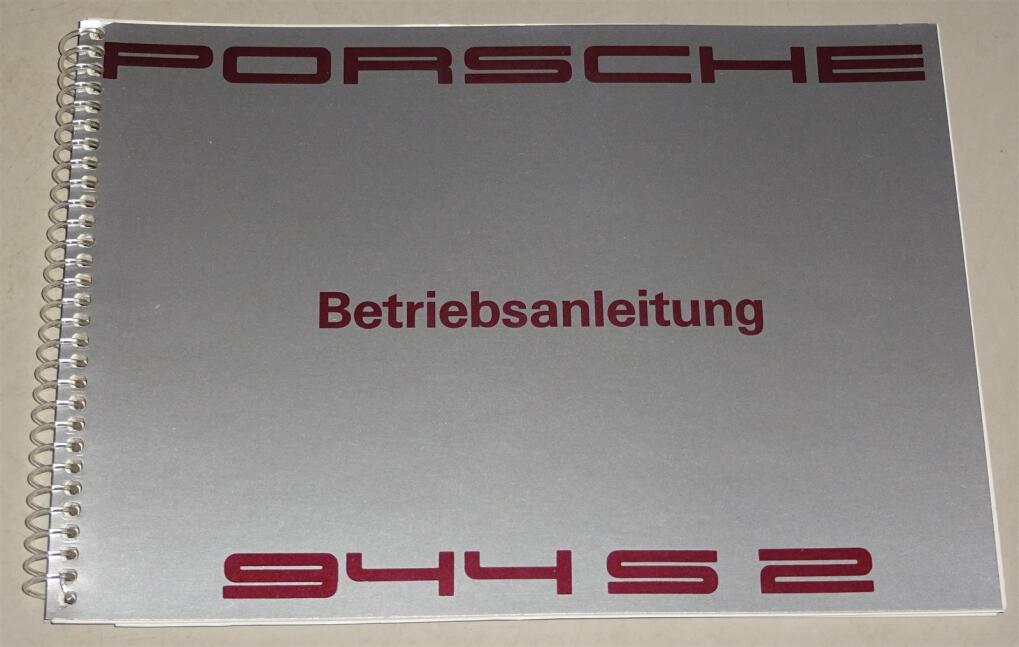 PORSCHE
Betriebsanleitung
944 S 2